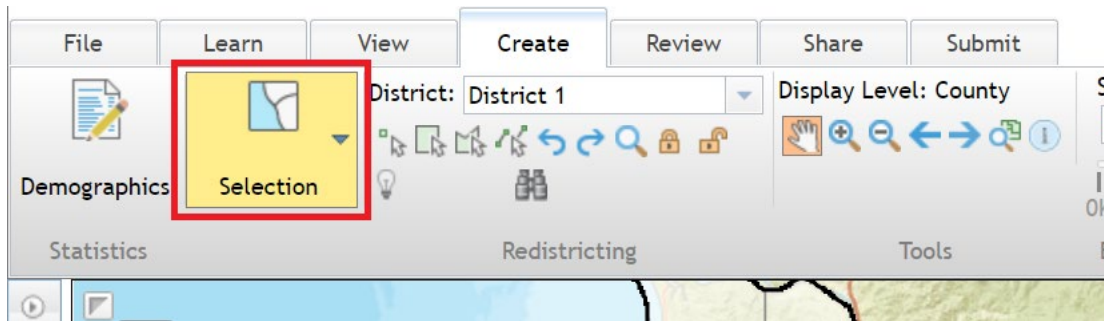 File Learn View Create Review Share Submit
District: District 1
Display Level: County
Demographics
Selection
Statistics
Redistricting
Tools